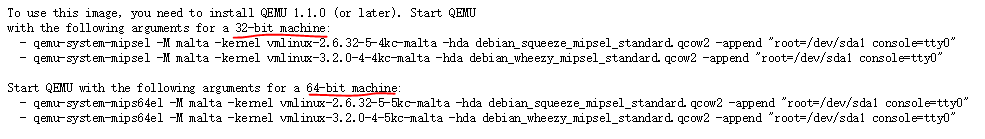 To use this image, you need to install QEMU 1.1.0 (or later). Start QEMU
with the following arguments for a 32-bit machine:
- qemu-system-mipsel -M malta -kernel vmlinux-2.6.32-5-4kc-malta -hda debian_squeeze_mipsel_standard.qcow2 -append "root=/dev/sda1 console=tty0"
- qemu-system-mipsel -M malta -kernel vmlinux-3.2.0-4-4kc-malta -hda debian_wheezy_mipsel_standard.qcow2 -append "root=/dev/sda1 console=tty0"
Start QEMU with the following arguments for a 64-bit machine:
- qemu-system-mips64el -M malta -kernel vmlinux-2.6.32-5-5kc-malta -hda debian_squeeze_mipsel_standard.qcow2 -append "root=/dev/sda1 console=tty0"
- qemu-system-mips64el -M malta -kernel vmlinux-3.2.0-4-5kc-malta -hda debian_wheezy_mipsel_standard.qcow2 -append "root=/dev/sda1 console=tty0"